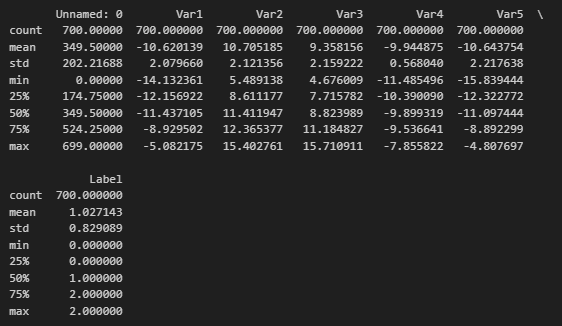 Unnamed: 0        Var1        Var2        Var3        Var4        Var5  \
count   700.00000  700.000000  700.000000  700.000000  700.000000  700.000000
mean    349.50000  -10.620139   10.705185    9.358156   -9.944875  -10.643754
std     202.21688    2.079660    2.121356    2.159222    0.568040    2.217638
min       0.00000  -14.132361    5.489138    4.676009  -11.485496  -15.839444
25%     174.75000  -12.156922    8.611177    7.715782  -10.390090  -12.322772
50%     349.50000  -11.437105   11.411947    8.823989   -9.899319  -11.097444
75%     524.25000   -8.929502   12.365377   11.184827   -9.536641   -8.892299
max     699.00000   -5.082175   15.402761   15.710911   -7.855822   -4.807697

            Label
count  700.000000
mean     1.027143
std      0.829089
min      0.000000
25%      0.000000
50%      1.000000
75%      2.000000
max      2.000000